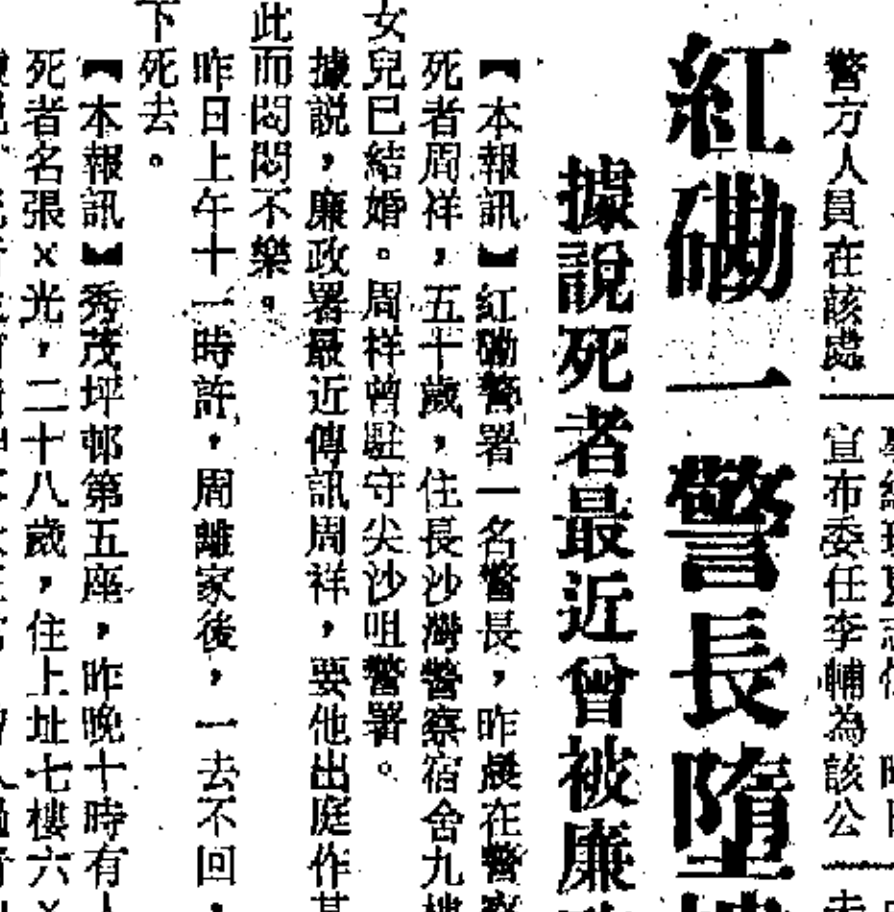 警方人員在該處
宣布委任李輔為該公
紅磡一警長墮
據說死者最近曾被廉
【本報訊】紅磡警署一名警長，昨晨在警察
死者周祥，五十歲，住長沙灣警察宿舍九樓
女兒已結婚。周祥曾駐守尖沙咀警署。
據説，廉政署最近傳訊周祥，要他出庭作某
此而悶悶不樂。
昨日上午十一時許，周離家後，一去不回，
下死去。
【本報訊】秀茂坪邨第五座，昨晚十時有人
死者名張×光，二十八歲，住上址七樓六×